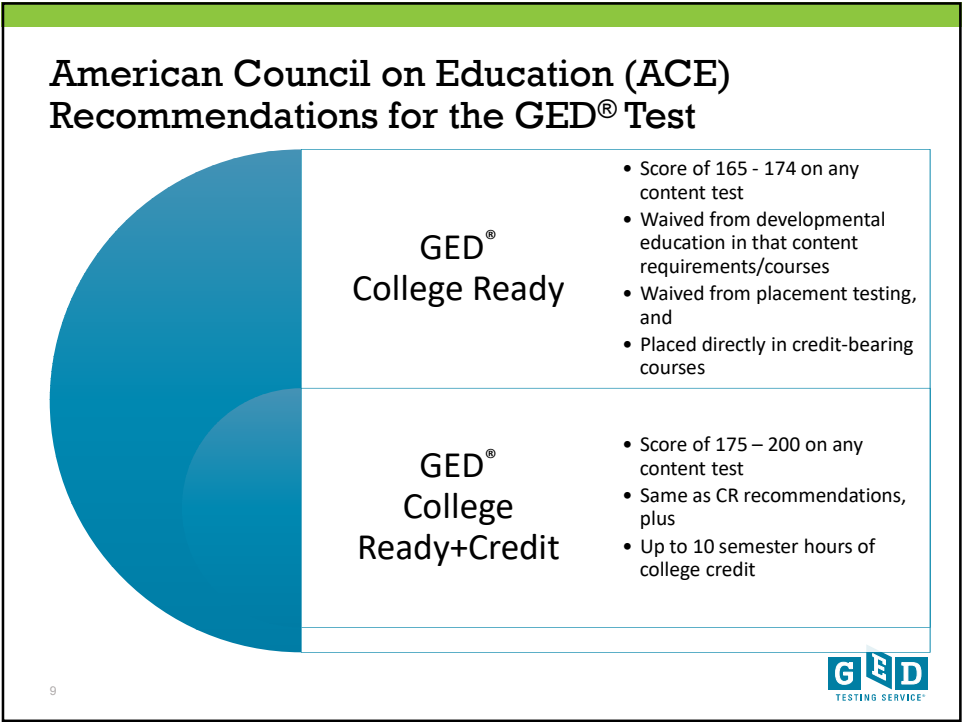 American Council on Education (ACE)
Recommendations for the GED® Test
GED®
College Ready
• Score of 165 - 174 on any
content test
• Waived from developmental
education in that content
requirements/courses
• Waived from placement testing,
and
• Placed directly in credit-bearing
courses
GED®
College
Ready+Credit
• Score of 175 – 200 on any
content test
• Same as CR recommendations,
plus
• Up to 10 semester hours of
college credit
9
GED
TESTING SERVICE®